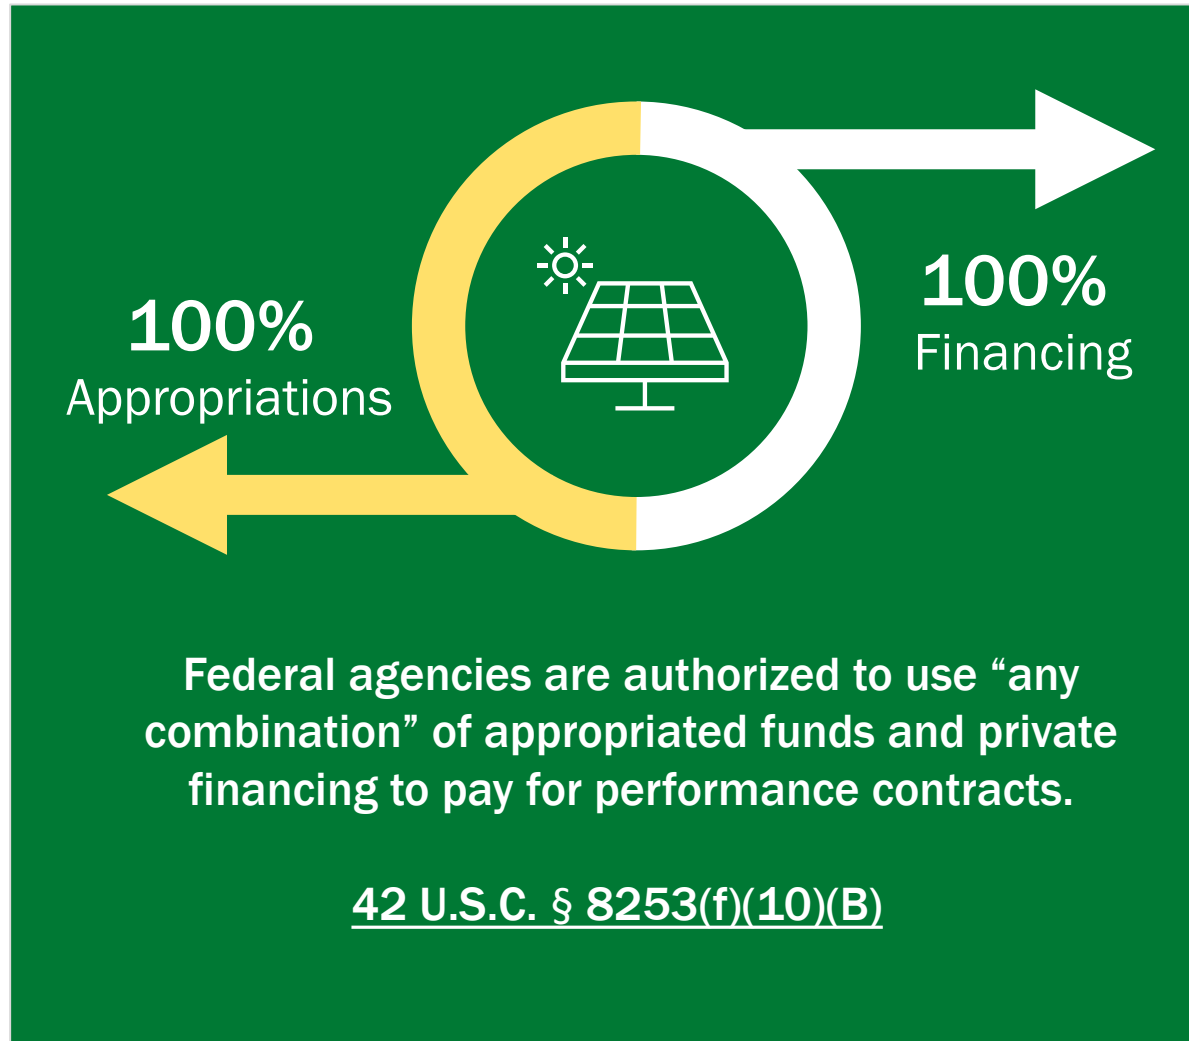 100%
Appropriations
100%
Financing
Federal agencies are authorized to use “any
combination” of appropriated funds and private
financing to pay for performance contracts.
42 U.S.C. § 8253(f)(10)(B)